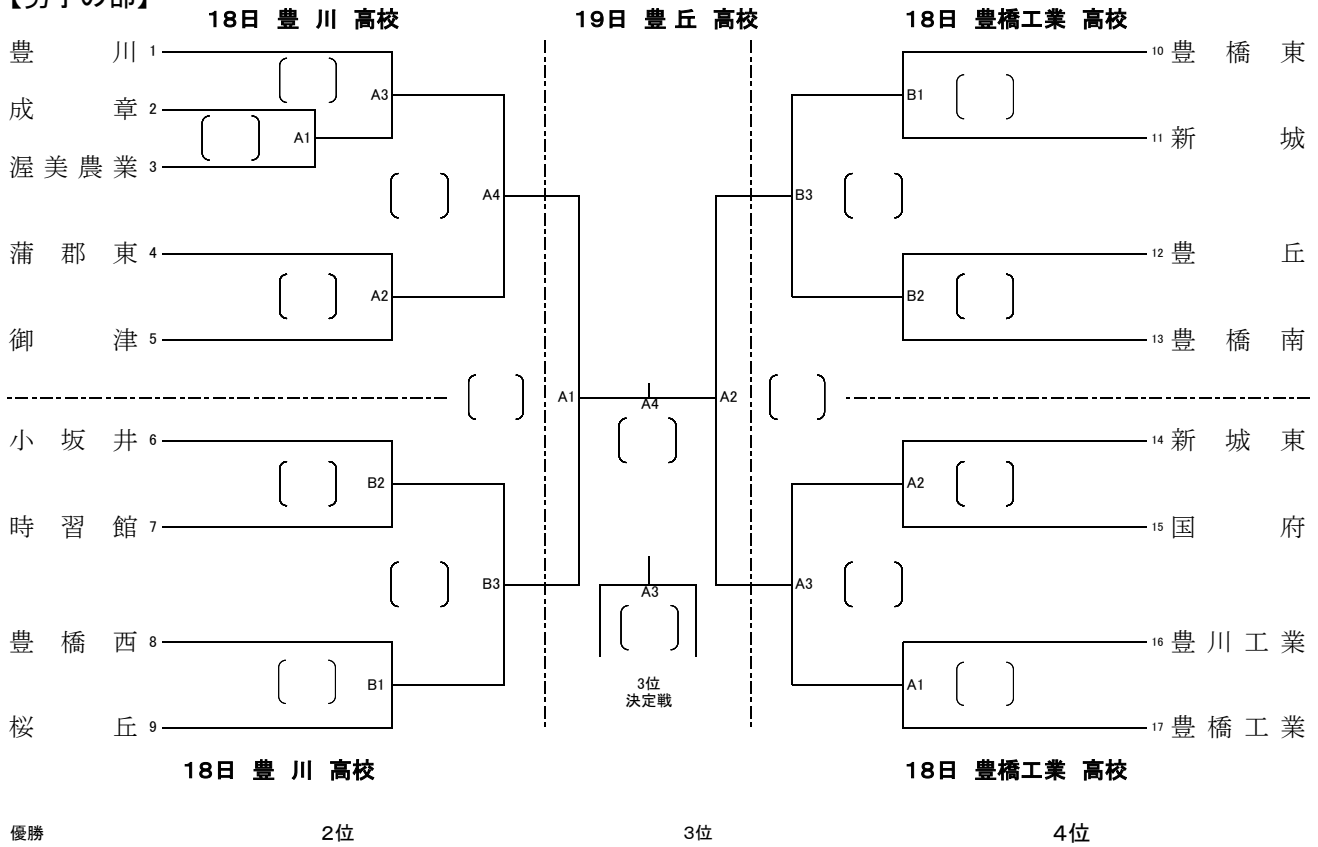 【男子の部】
18日 豊 川 高校
19日 豊 丘 高校
18日 豊橋工業 高校
豊川 1
成章 2
渥美農業 3
蒲郡東 4
御津 5
小坂井 6
時習館 7
豊橋西 8
桜丘 9
A3
A1
A4
A2
B2
B3
B1
A1
A4
A2
A3
3位
決定戦
B1
B3
B2
A2
A3
A1
10 豊橋東
11 新城
12 豊丘
13 豊橋南
14 新城東
15 国府
16 豊川工業
17 豊橋工業
18日 豊 川 高校
18日 豊橋工業 高校
優勝 2位 3位 4位